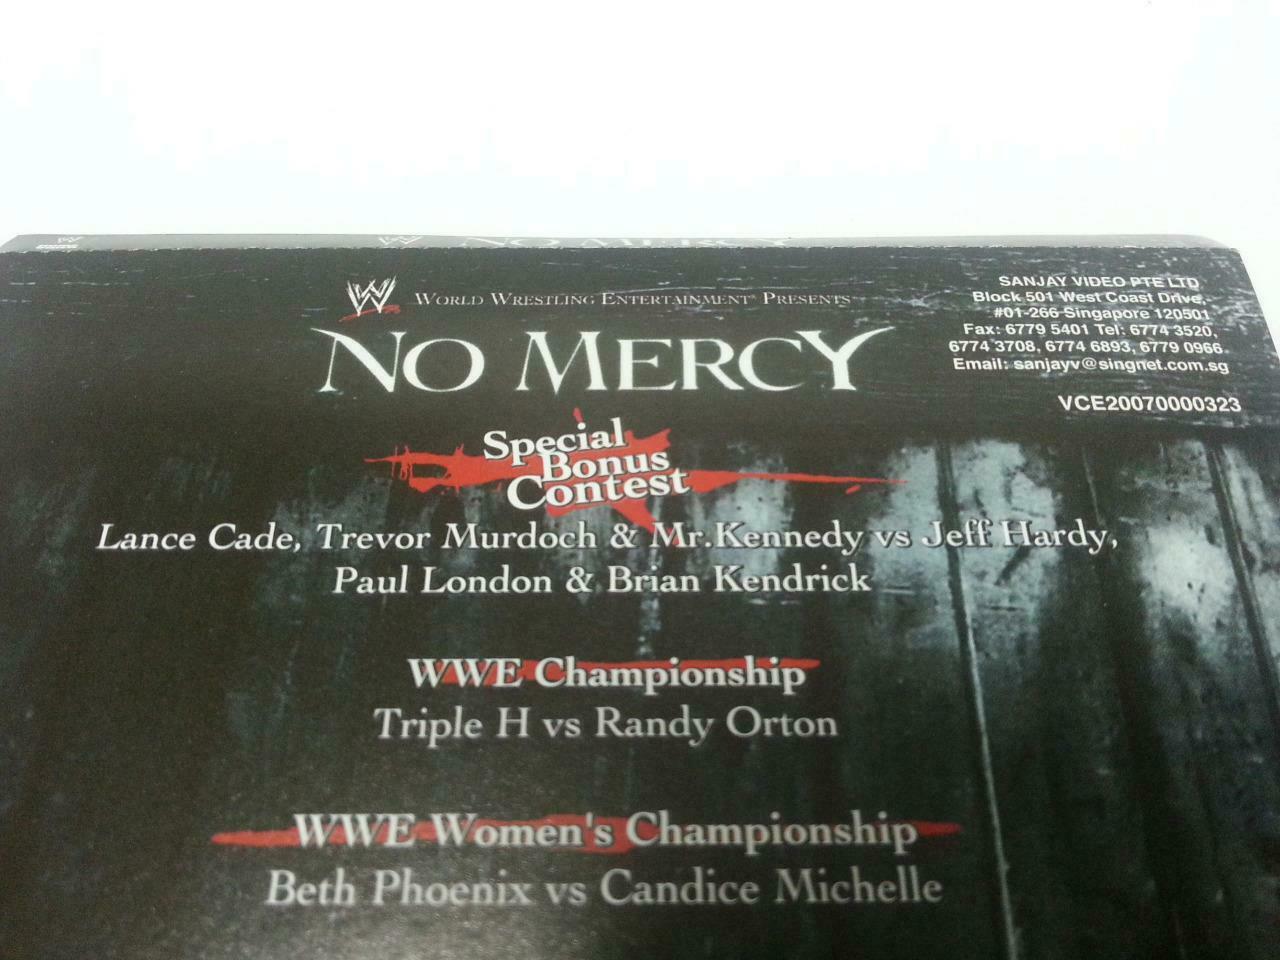 NO MERCY
W WORLD WRESTLING ENTERTAINMENT PRESENTS
NO MERCY
SANJAY VIDEO PTE LTD
Block 501 West Coast Drive,
#01-266 Singapore 120501
Fax: 6779 5401 Tel: 6774 3520,
6774 3708, 6774 6893, 6779 0966
Email: sanjayv@singnet.com.sg
VCE20070000323
Special
Bonus
Contest
Lance Cade, Trevor Murdoch & Mr.Kennedy vs Jeff Hardy,
Paul London & Brian Kendrick
WWE Championship
Triple H vs Randy Orton
WWE Women's Championship
Beth Phoenix vs Candice Michelle